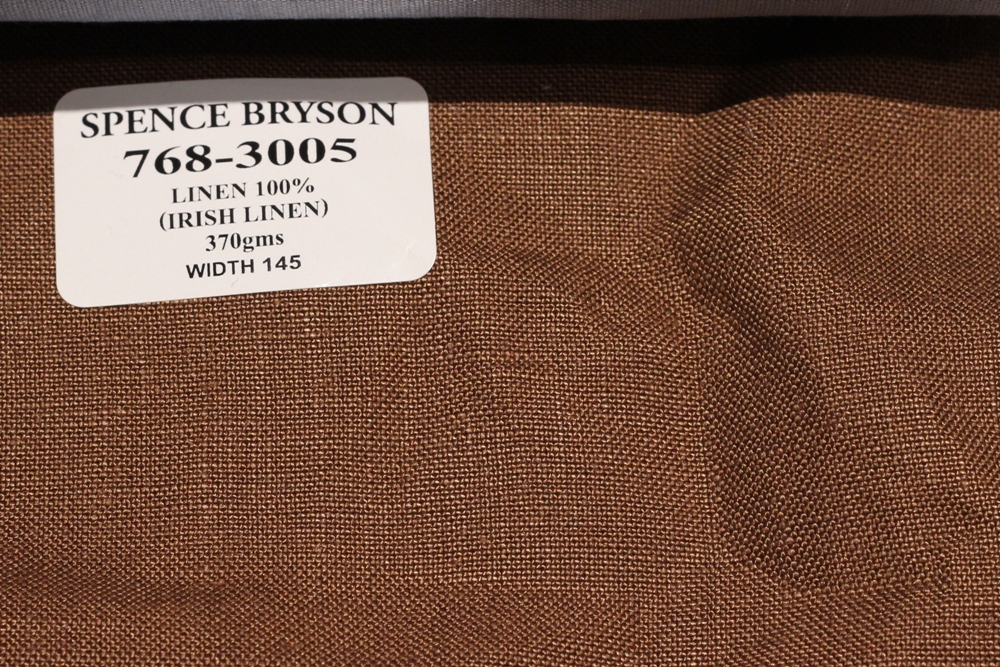 SPENCE BRYSON
768-3005
LINEN 100%
(IRISH LINEN)
370gms
WIDTH 145